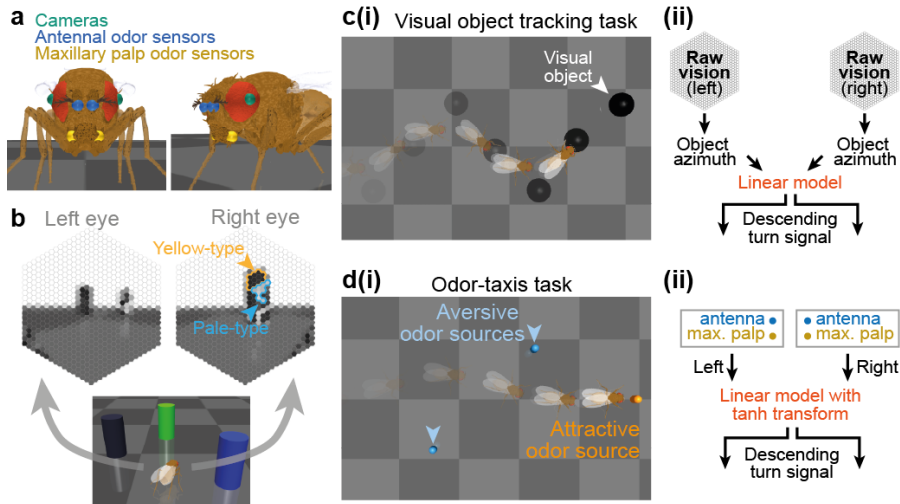 a
Cameras
Antennal odor sensors
Maxillary palp odor sensors
b
Left eye
Right eye
Yellow-type
Pale-type
c(i)
Visual object tracking task
Visual
object
(ii)
Raw
vision
(left)
Raw
vision
(right)
Object
azimuth
Object
azimuth
Linear model
Descending
turn signal
d(i)
Odor-taxis task
Aversive
odor sources
Attractive
odor source
(ii)
antenna
max. palp
antenna
max. palp
Left
Right
Linear model with
tanh transform
Descending
turn signal